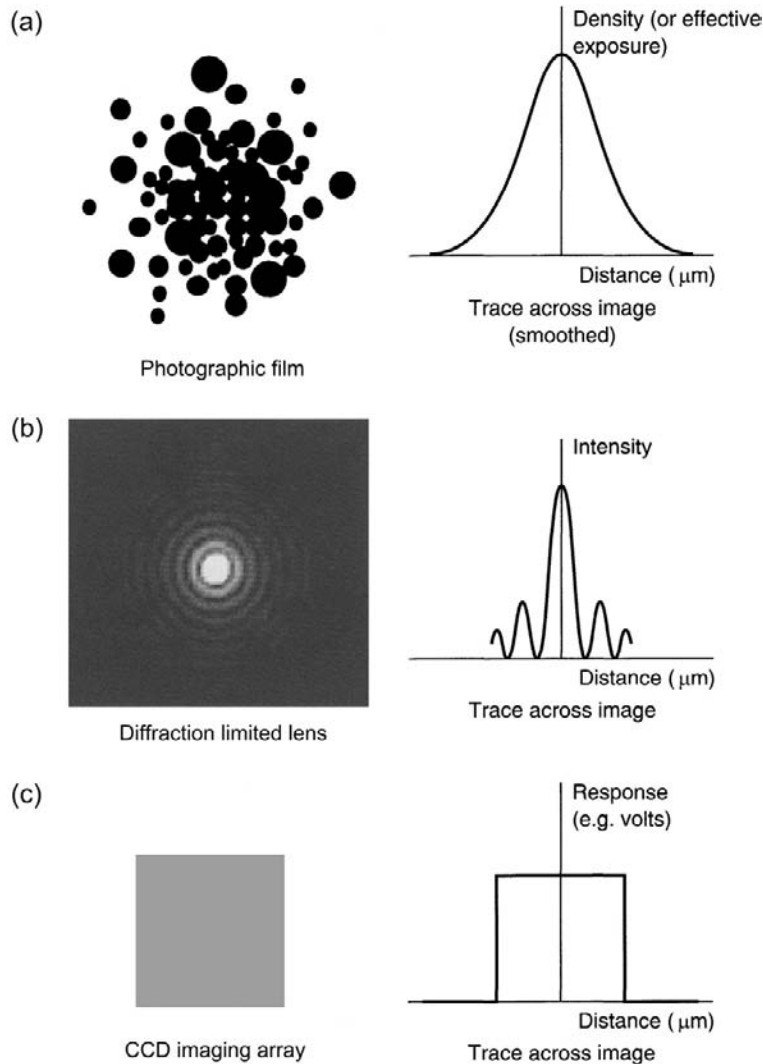 (a)
Density (or effective
exposure)
Distance (μm)
Trace across image
(smoothed)
Photographic film
(b)
Intensity
Distance (μm)
Trace across image
Diffraction limited lens
(c)
Response
(e.g. volts)
Distance (μm)
Trace across image
CCD imaging array